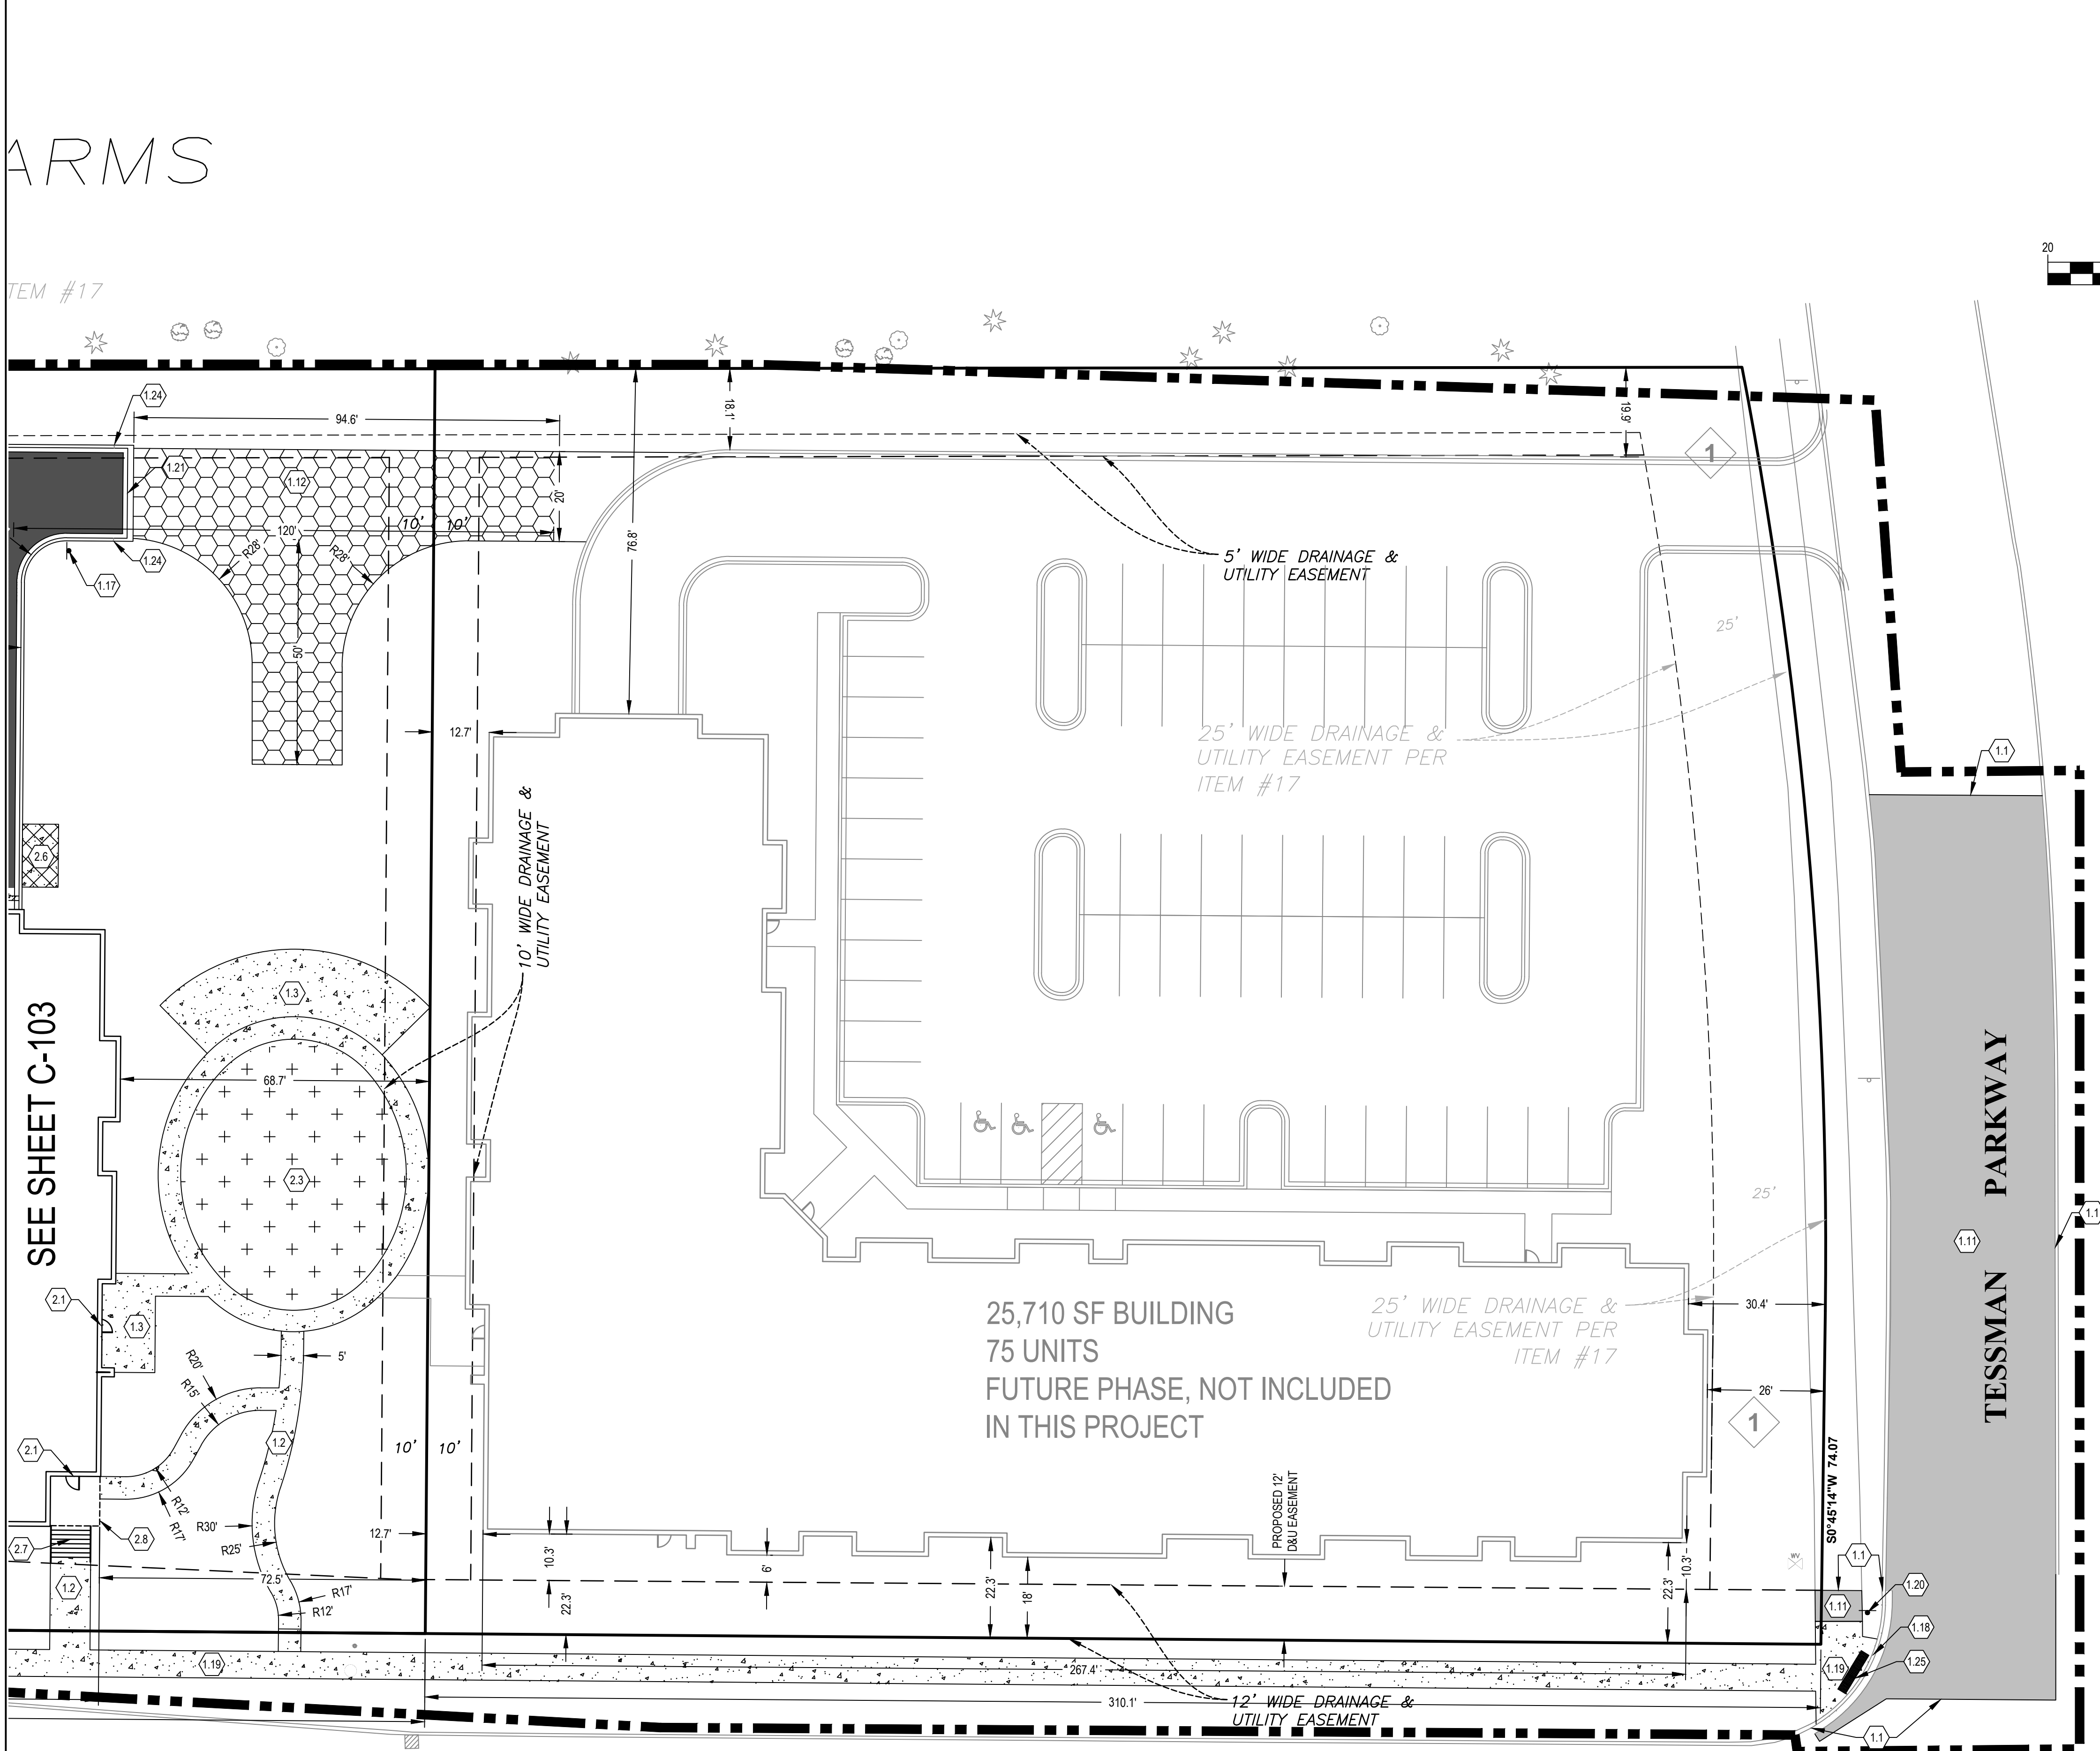 ARMS
20
TEM #17
1.24
94.6'
18.1'
19.9'
1.21
1.12
1
20'
120'
10'
10'
76.8'
R28'
R28'
1.24
1.17
5' WIDE DRAINAGE &
UTILITY EASEMENT
50'
25'
12.7'
25' WIDE DRAINAGE &
UTILITY EASEMENT PER
ITEM #17
1.1
10' WIDE DRAINAGE &
UTILITY EASEMENT
2.6
1.3
SEE SHEET C-103
68.7'
2.3
TESSMAN PARKWAY
25'
1.1
1.11
2.1
1.3
25,710 SF BUILDING
75 UNITS
FUTURE PHASE, NOT INCLUDED
IN THIS PROJECT
25' WIDE DRAINAGE &
UTILITY EASEMENT PER
ITEM #17
30.4'
26'
1
5'
R20'
R15'
1.2
2.1
10'
10'
S0°45'14"W 74.07
R12'
R17'
R30'
R25'
2.7
2.8
12.7'
10.3'
22.3'
6'
22.3'
18'
PROPOSED 12'
D&U EASEMENT
22.3'
10.3'
WV
1.1
1.2
72.5'
R17'
R12'
1.11
1.20
1.18
1.19
267.4'
1.19
1.25
310.1'
12' WIDE DRAINAGE &
UTILITY EASEMENT
1.1